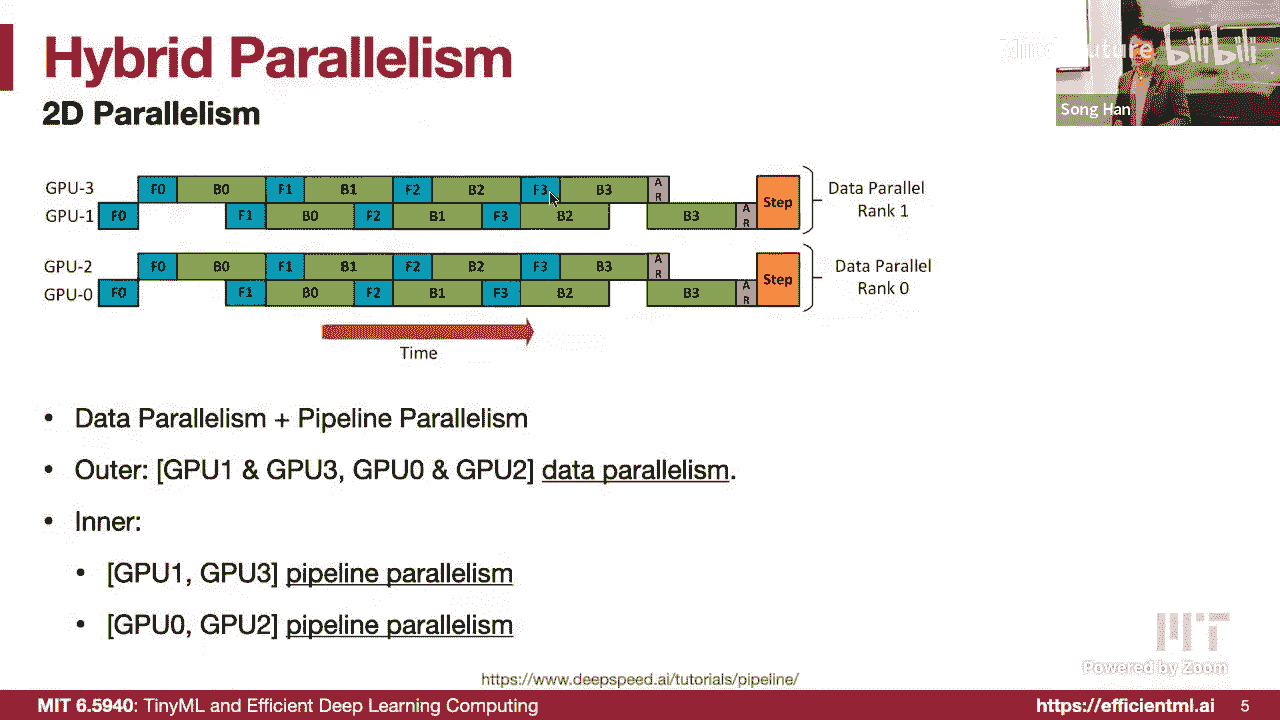 Hybrid Parallelism
2D Parallelism
bilibili
Song Han
GPU-3 F0 B0 F1 B1 F2 B2 F3 B3 A R
GPU-1 F0 F1 B0 F2 B1 F3 B2 B3 A R Step
Data Parallel
Rank 1
GPU-2 F0 B0 F1 B1 F2 B2 F3 B3 A R
GPU-0 F0 F1 B0 F2 B1 F3 B2 B3 A R Step
Data Parallel
Rank 0
Time
• Data Parallelism + Pipeline Parallelism
• Outer: [GPU1 & GPU3, GPU0 & GPU2] data parallelism.
• Inner:
• [GPU1, GPU3] pipeline parallelism
• [GPU0, GPU2] pipeline parallelism
MIT
Powered by Zoom
https://www.deepspeed.ai/tutorials/pipeline/
MIT 6.5940: TinyML and Efficient Deep Learning Computing
https://efficientml.ai 5